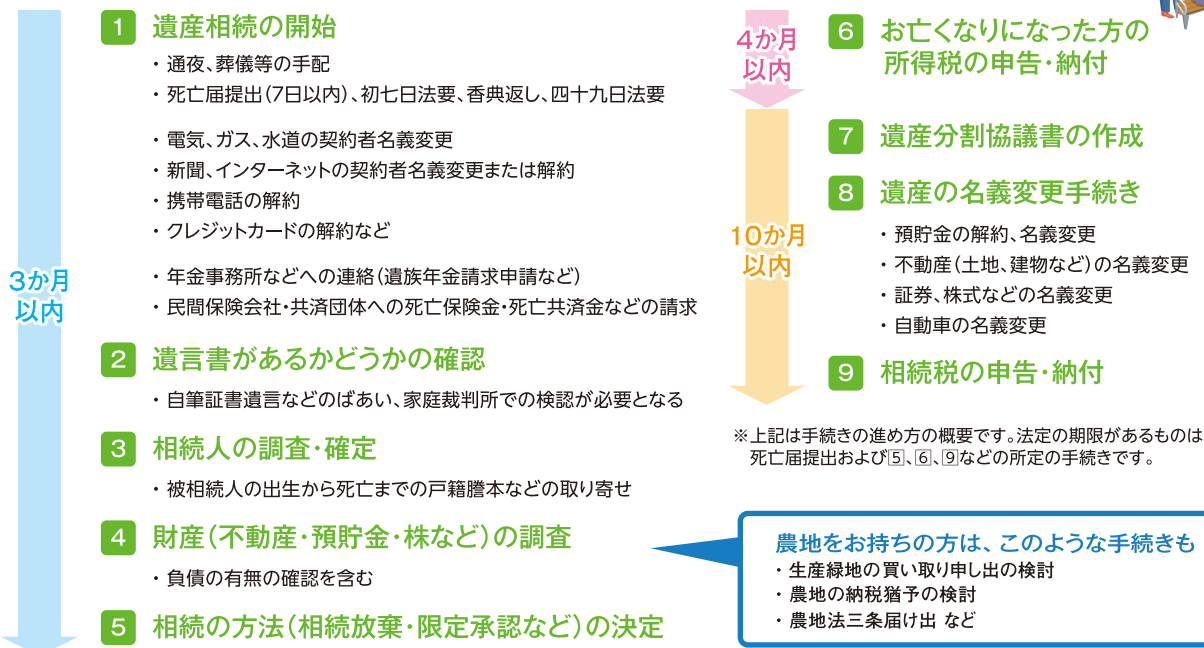 3か月
以内
1 遺産相続の開始
・ 通夜、葬儀等の手配
・ 死亡届提出（7日以内）、初七日法要、香典返し、四十九日法要
・ 電気、ガス、水道の契約者名義変更
・ 新聞、インターネットの契約者名義変更または解約
・ 携帯電話の解約
・ クレジットカードの解約など
・ 年金事務所などへの連絡（遺族年金請求申請など）
・ 民間保険会社・共済団体への死亡保険金・死亡共済金などの請求
2 遺言書があるかどうかの確認
・ 自筆証書遺言などのばあい、家庭裁判所での検認が必要となる
3 相続人の調査・確定
・ 被相続人の出生から死亡までの戸籍謄本などの取り寄せ
4 財産（不動産・預貯金・株など）の調査
・ 負債の有無の確認を含む
5 相続の方法（相続放棄・限定承認など）の決定
4か月
以内
6 お亡くなりになった方の
所得税の申告・納付
10か月
以内
7 遺産分割協議書の作成
8 遺産の名義変更手続き
・ 預貯金の解約、名義変更
・ 不動産（土地、建物など）の名義変更
・ 証券、株式などの名義変更
・ 自動車の名義変更
9 相続税の申告・納付
※上記は手続きの進め方の概要です。法定の期限があるものは
死亡届提出および5、6、9などの所定の手続きです。
農地をお持ちの方は、このような手続きも
・ 生産緑地の買い取り申し出の検討
・ 農地の納税猶予の検討
・ 農地法三条届け出 など